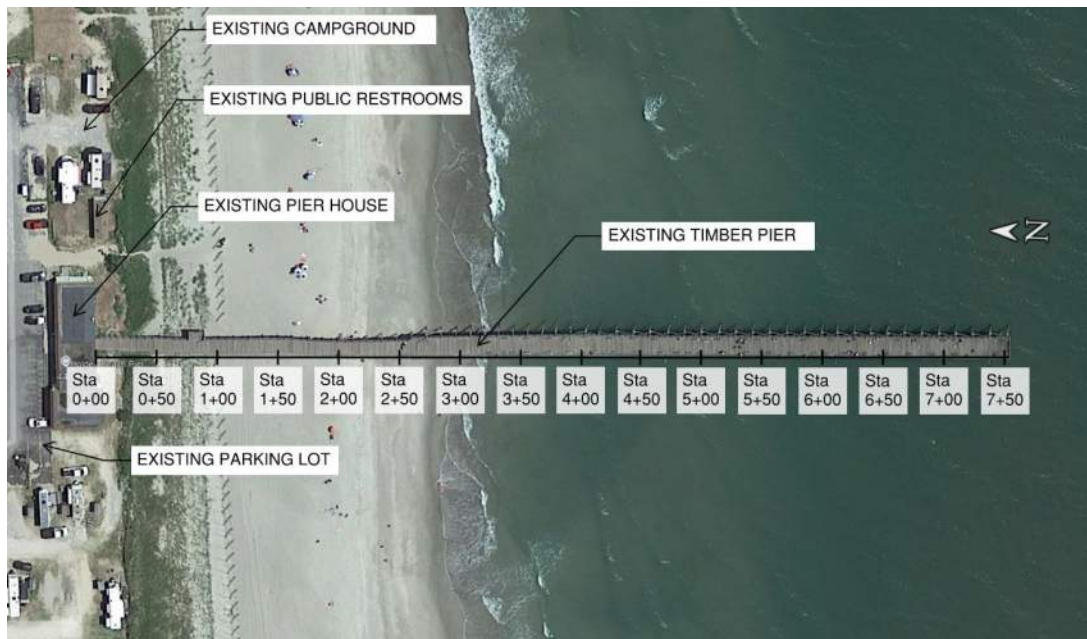 EXISTING CAMPGROUND
EXISTING PUBLIC RESTROOMS
EXISTING PIER HOUSE
EXISTING TIMBER PIER
N
Sta
0+00
Sta
0+50
Sta
1+00
Sta
1+50
Sta
2+00
Sta
2+50
Sta
3+00
Sta
3+50
Sta
4+00
Sta
4+50
Sta
5+00
Sta
5+50
Sta
6+00
Sta
6+50
Sta
7+00
Sta
7+50
EXISTING PARKING LOT